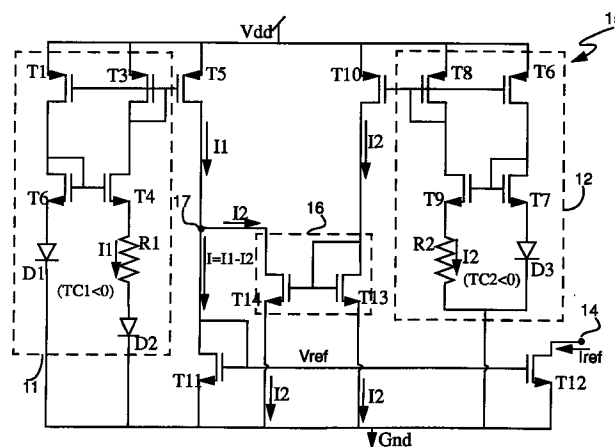 Vdd
15
T1
T3
T5
T10
T8
T6
I1
I2
12
T6
T4
T9
T7
17
I2
16
I1
R1
I=I1-I2
R2
I2
D3
D1
(TC1<0)
T14
T13
(TC2<0)
14
D2
Vref
Iref
11
T11
I2
I2
T12
Gnd